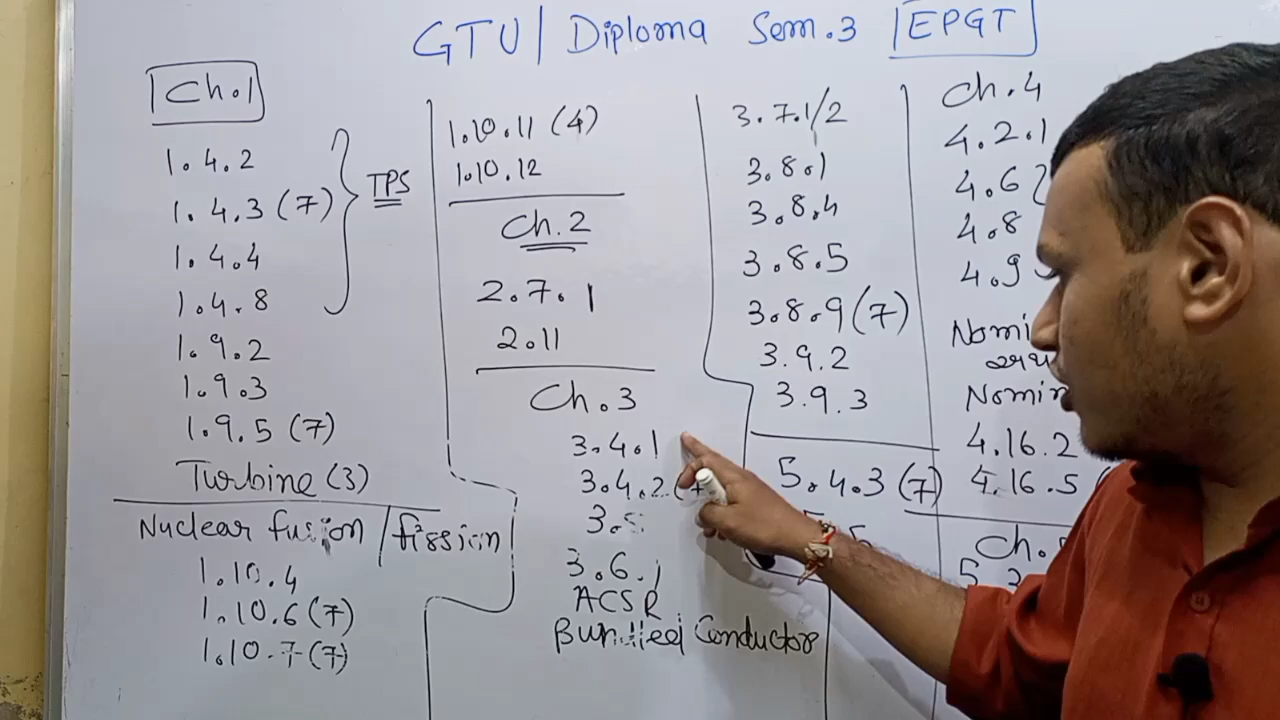 GTU | Diploma Sem.3 EPGT
Ch.1
1.4.2
1.4.3 (7)
1.4.4
1.4.8
TPS
1.9.2
1.9.3
1.9.5 (7)
Turbine (3)
Nuclear fusion / fission
1.10.4
1.10.6 (7)
1.10.7 (7)
1.10.11 (4)
1.10.12
Ch.2
2.7.1
2.11
Ch.3
3.4.1
3.4.2 (7
3.6.1
ACSR
Bundled Conductor
3.7.1/2
3.8.1
3.8.4
3.8.5
3.8.9 (7)
3.9.2
3.9.3
5.4.3 (7)
Ch.4
4.2.1
4.6
4.8
4.9
4.16.2
4.16.5
Ch.